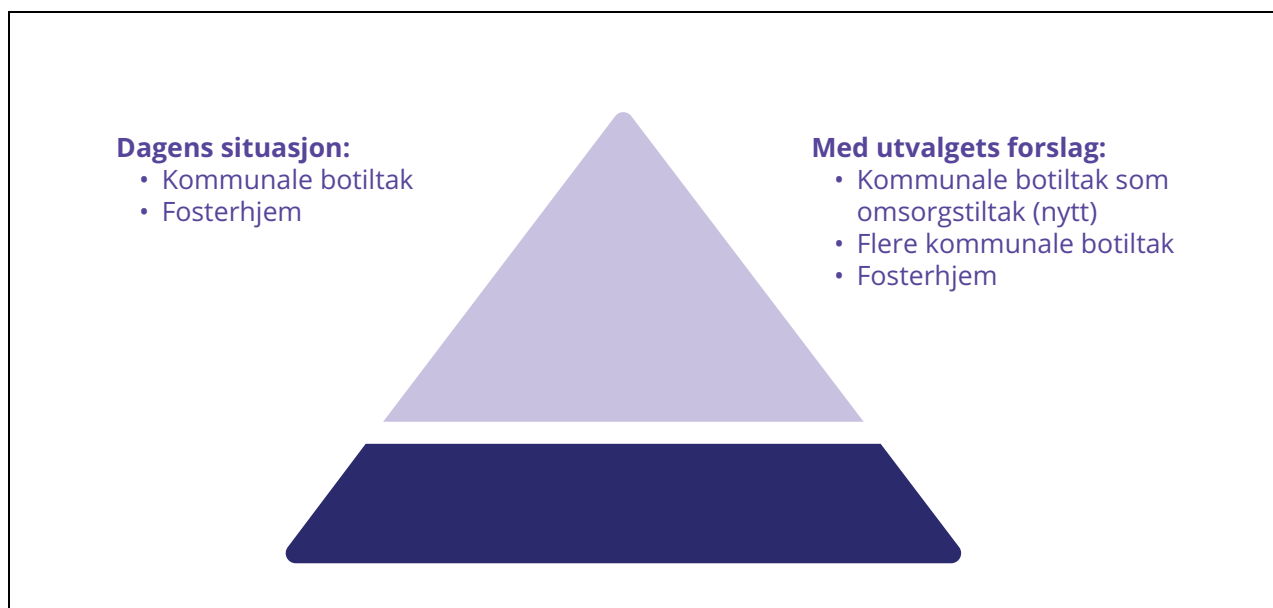 Dagens situasjon:
• Kommunale botiltak
• Fosterhjem
Med utvalgets forslag:
• Kommunale botiltak som
omsorgstiltak (nytt)
• Flere kommunale botiltak
• Fosterhjem